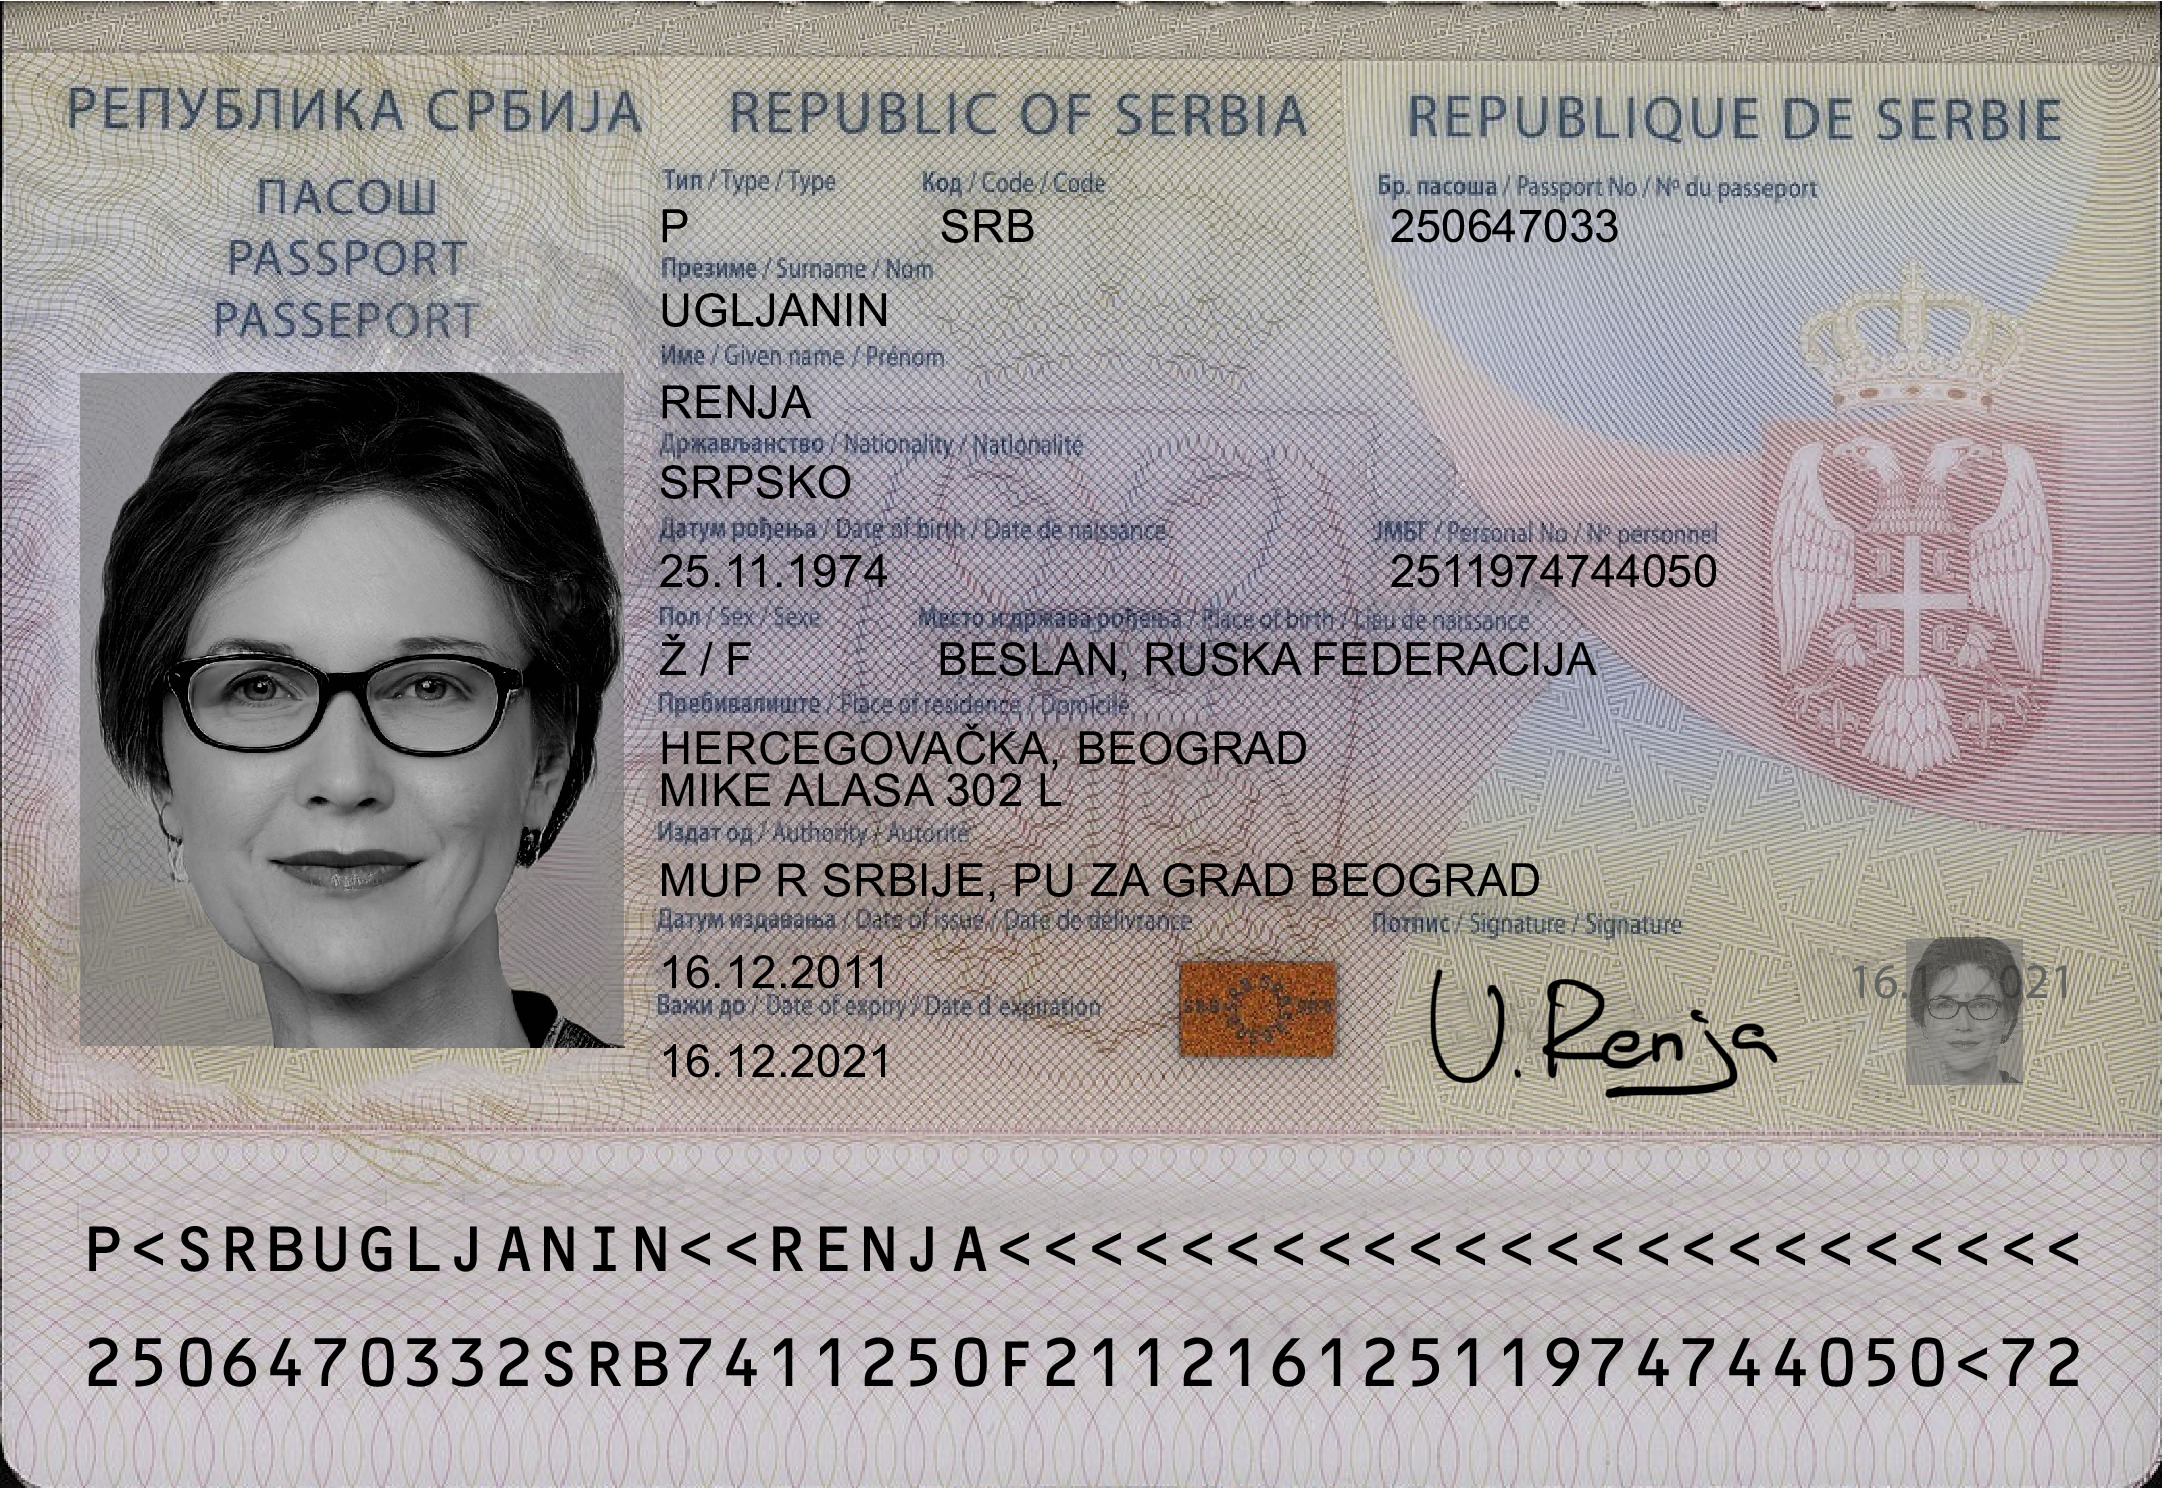 РЕПУБЛИКА СРБИЈА REPUBLIC OF SERBIA REPUBLIQUE DE SERBIE
ПАСОШ
PASSPORT
PASSEPORT
Тип / Type / Type Код / Code / Code Бр. пасоша / Passport No / Nº du passeport
P SRB 250647033
Презиме / Surname / Nom
UGLJANIN
Име / Given name / Prénom
RENJA
Држављанство / Nationality / Nationalité
SRPSKO
Датум рођења / Date of birth / Date de naissance ЈМБГ / Personal No / Nº personnel
25.11.1974 2511974744050
Пол / Sex / Sexe Место и држава рођења / Place of birth / Lieu de naissance
Ž / F BESLAN, RUSKA FEDERACIJA
Пребивалиште / Place of residence / Domicile
HERCEGOVAČKA, BEOGRAD
MIKE ALASA 302 L
Издат од / Authority / Autorité
MUP R SRBIJE, PU ZA GRAD BEOGRAD
Датум издавања / Date of issue / Date de délivrance Потпис / Signature / Signature
16.12.2011
Важи до / Date of expiry / Date d expiration
16.12.2021
U. Renja
16.12.2021
P<SRBUGLJANIN<<RENJA<<<<<<<<<<<<<<<<<<<<<<<<
2506470332SRB7411250F2112161251197474​4050<72